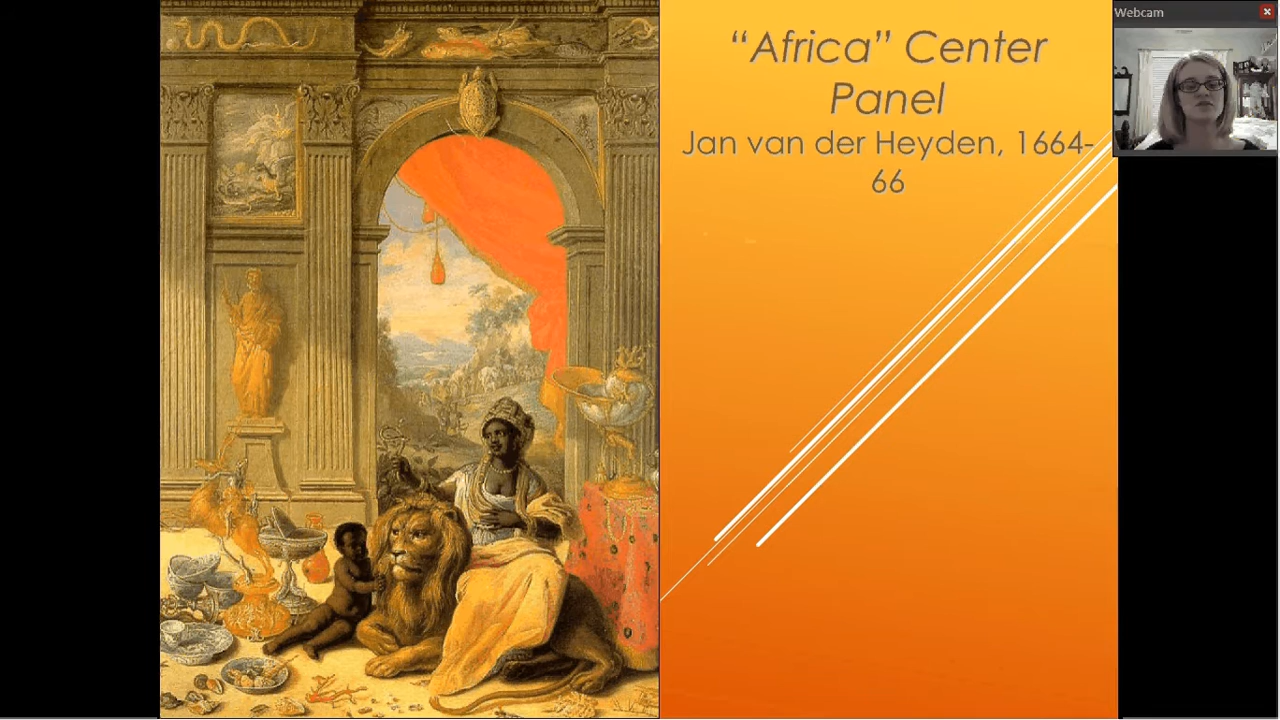 “Africa” Center
Panel
Jan van der Heyden, 1664-
66
Webcam